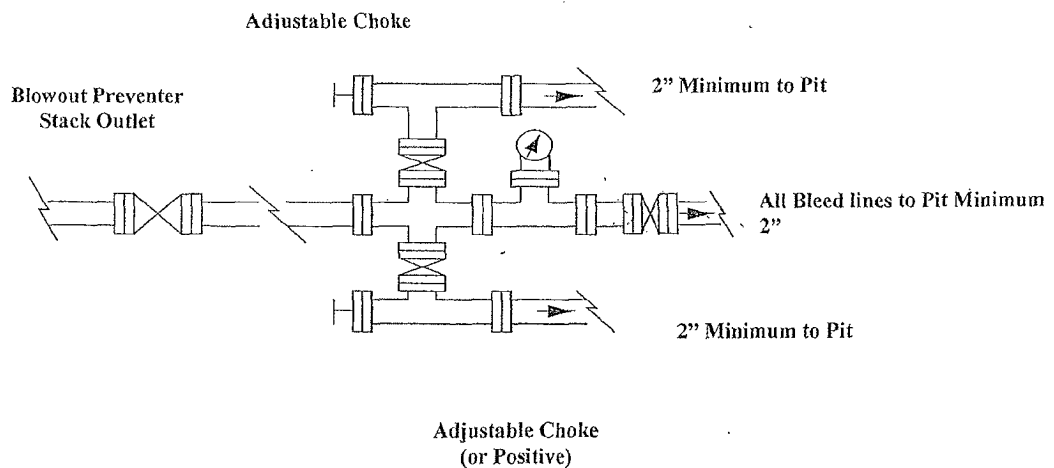 Adjustable Choke
Blowout Preventer
Stack Outlet
2” Minimum to Pit
All Bleed lines to Pit Minimum
2”
2” Minimum to Pit
Adjustable Choke
(or Positive)